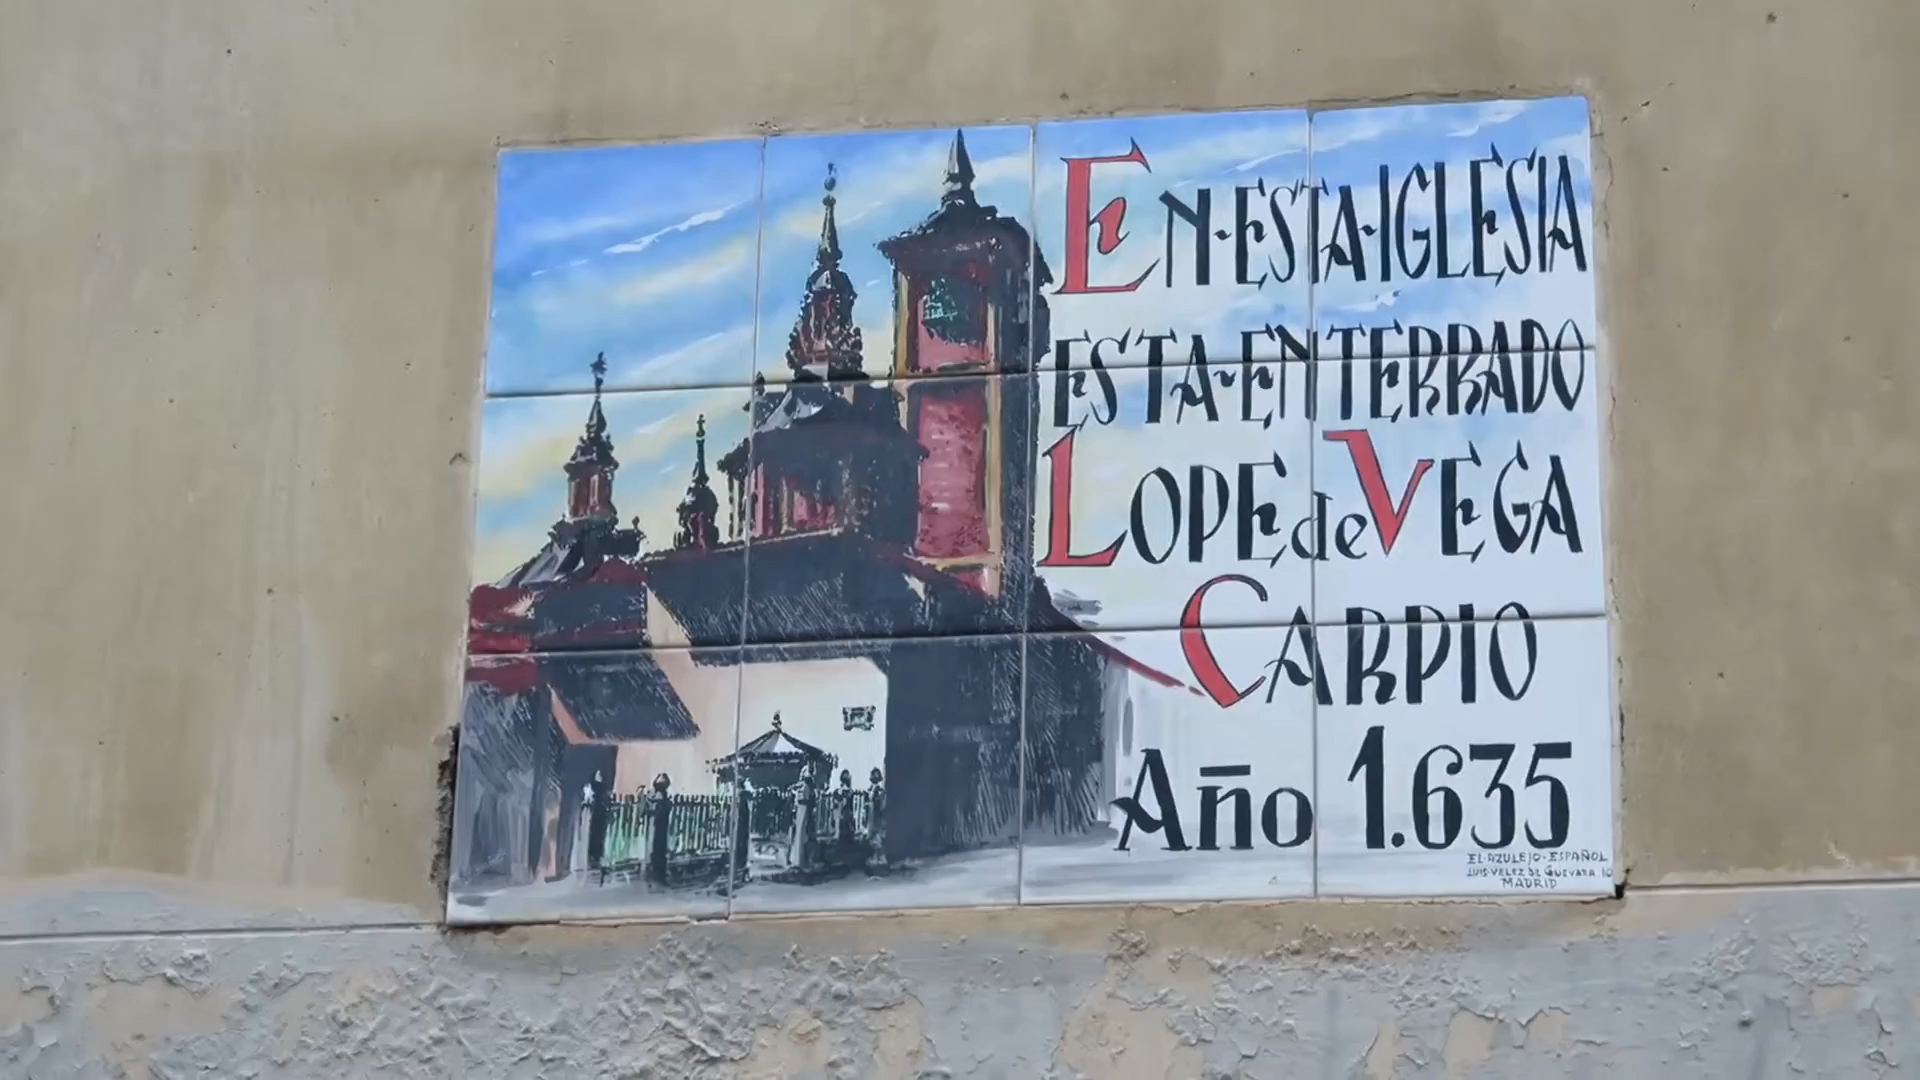 EN·ESTA·IGLESIA
ESTA·ENTERRADO
LOPE de VEGA
CARPIO
Año 1.635
EL·AZULEJO·ESPAÑOL
LUIS·VELEZ DE GUEVARA 10
MADRID